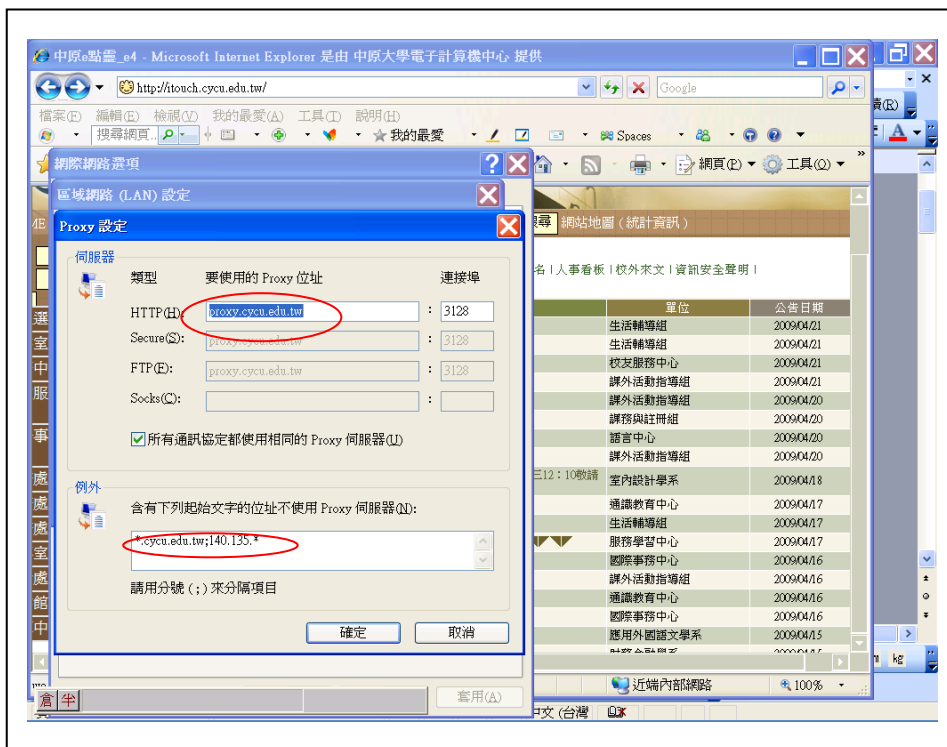 中原e點靈_e4 - Microsoft Internet Explorer 是由 中原大學電子計算機中心 提供
http://itouch.cycu.edu.tw/
Google
檔案(F) 編輯(E) 檢視(V) 我的最愛(A) 工具(T) 說明(H)
搜尋網頁... 我的最愛 Spaces
網際網路選項
網頁(P) 工具(O)
區域網路 (LAN) 設定
Proxy 設定
搜尋 網站地圖 ( 統計資訊 )
伺服器
類型 要使用的 Proxy 位址 連接埠
名 | 人事看板 | 校外來文 | 資訊安全聲明 |
HTTP(H): proxy.cycu.edu.tw : 3128
Secure(S): proxy.cycu.edu.tw : 3128
FTP(F): proxy.cycu.edu.tw : 3128
Socks(C): :
所有通訊協定都使用相同的 Proxy 伺服器(U)
例外
含有下列起始文字的位址不使用 Proxy 伺服器(N):
*.cycu.edu.tw;140.135.*
請用分號 ( ; ) 來分隔項目
確定 取消
套用(A)
單位 公告日期
生活輔導組 2009/04/21
生活輔導組 2009/04/21
校友服務中心 2009/04/21
課外活動指導組 2009/04/21
課外活動指導組 2009/04/20
課務與註冊組 2009/04/20
語言中心 2009/04/20
課外活動指導組 2009/04/20
三12：10敬請 室內設計學系 2009/04/18
通識教育中心 2009/04/17
生活輔導組 2009/04/17
服務學習中心 2009/04/17
國際事務中心 2009/04/16
課外活動指導組 2009/04/16
通識教育中心 2009/04/16
國際事務中心 2009/04/16
應用外國語文學系 2009/04/15
近端內部網路 100%
倉 半
中文 (台灣